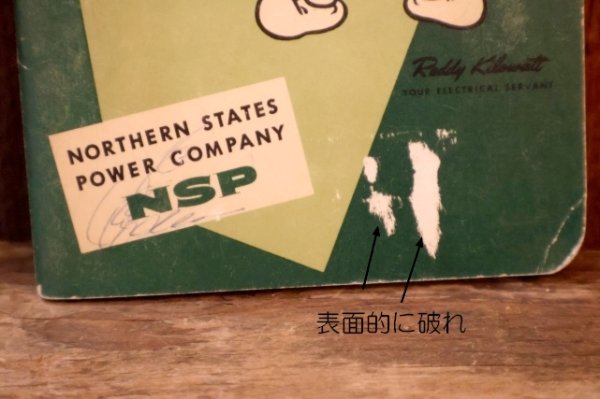 Reddy Kilowatt
YOUR ELECTRICAL SERVANT
NORTHERN STATES
POWER COMPANY
NSP
表面的に破れ